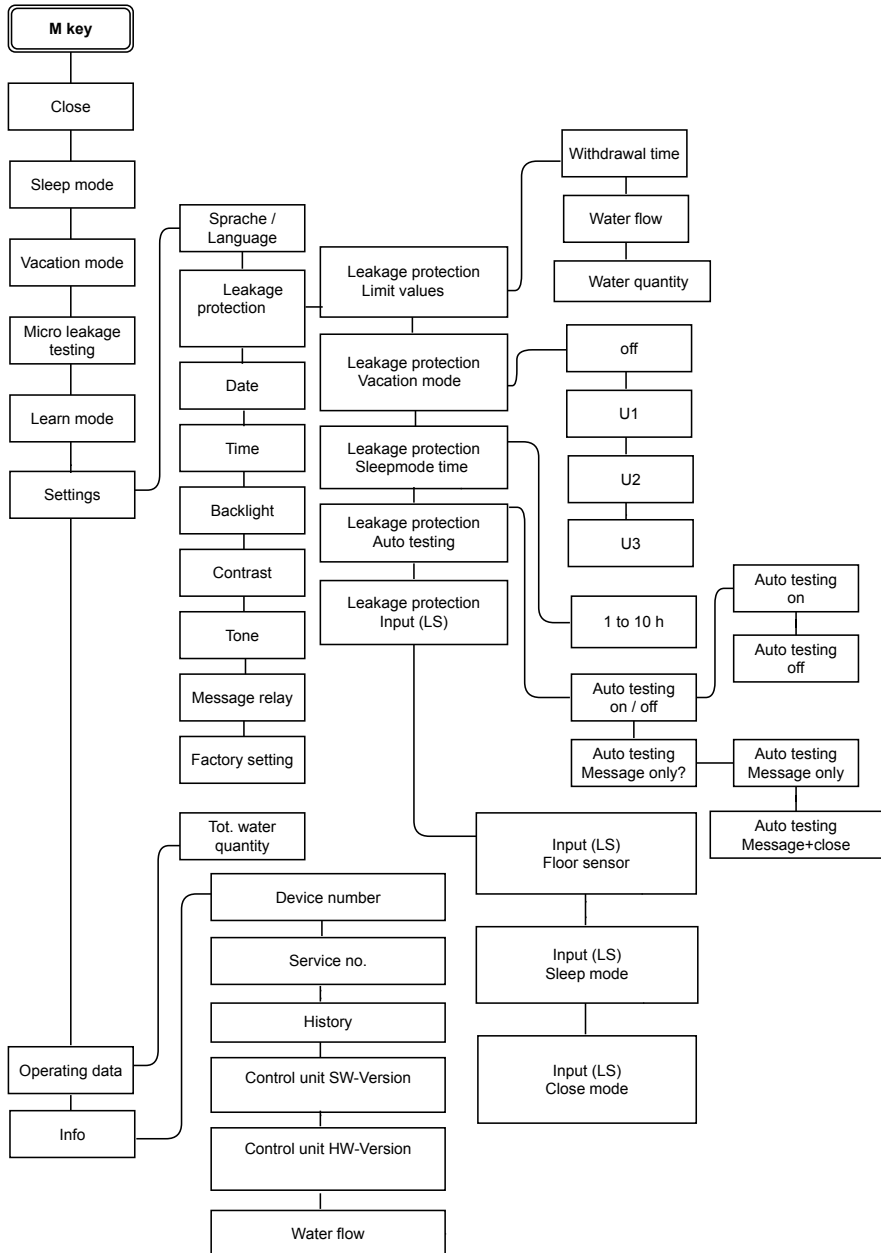 M key
Close
Sleep mode
Vacation mode
Micro leakage
testing
Learn mode
Settings
Operating data
Info
Sprache /
Language
Leakage
protection
Date
Time
Backlight
Contrast
Tone
Message relay
Factory setting
Tot. water
quantity
Device number
Service no.
History
Control unit SW-Version
Control unit HW-Version
Water flow
Leakage protection
Limit values
Leakage protection
Vacation mode
Leakage protection
Sleepmode time
Leakage protection
Auto testing
Leakage protection
Input (LS)
Withdrawal time
Water flow
Water quantity
off
U1
U2
U3
1 to 10 h
Auto testing
on / off
Auto testing
Message only?
Auto testing
on
Auto testing
off
Auto testing
Message only
Auto testing
Message+close
Input (LS)
Floor sensor
Input (LS)
Sleep mode
Input (LS)
Close mode